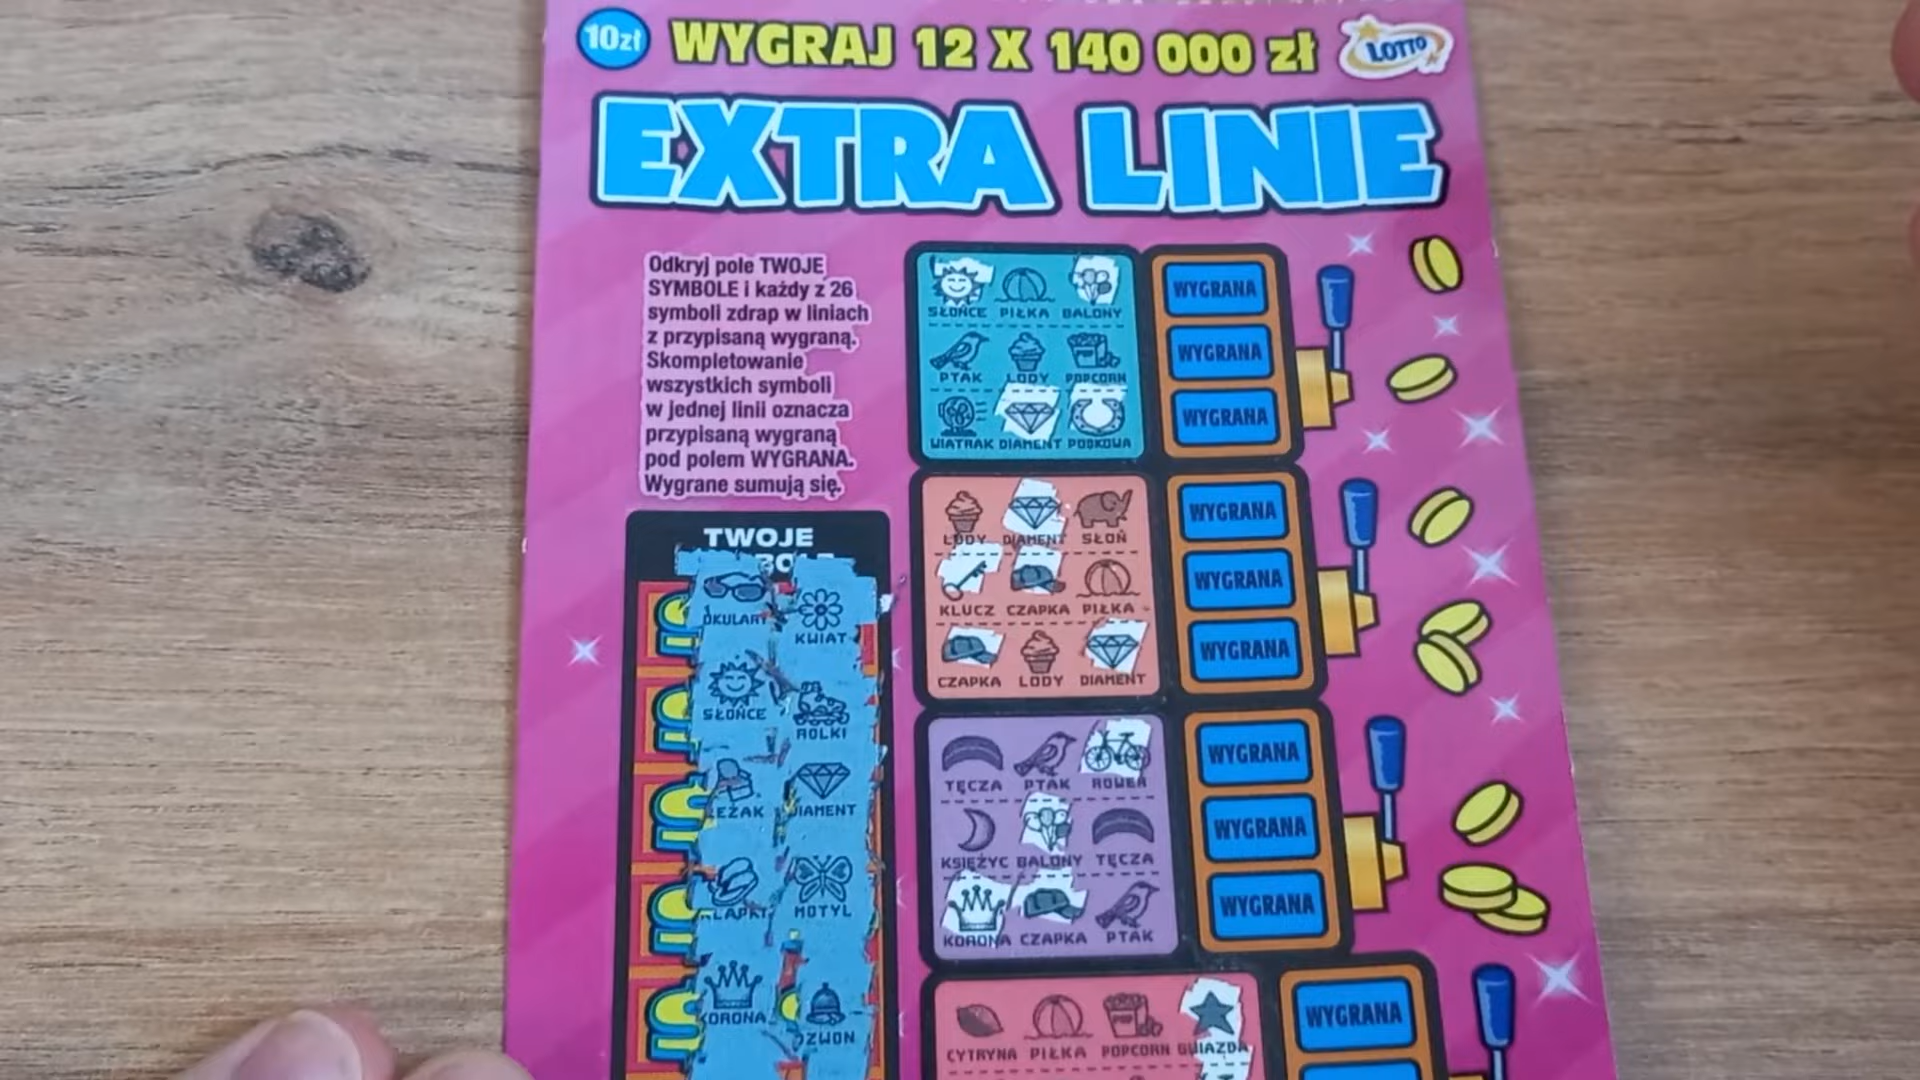 10zł WYGRAJ 12 X 140 000 zł LOTTO
EXTRA LINIE
Odkryj pole TWOJE
SYMBOLE i każdy z 26
symboli zdrap w liniach
z przypisaną wygraną.
Skompletowanie
wszystkich symboli
w jednej linii oznacza
przypisaną wygraną
pod polem WYGRANA.
Wygrane sumują się.
TWOJE
OKULARY
KWIAT
SŁOŃCE
ROLKI
LEŻAK
DIAMENT
KLAPKI
MOTYL
KORONA
DZWON
SŁOŃCE PIŁKA BALONY
WYGRANA
PTAK LODY POPCORN
WYGRANA
WIATRAK DIAMENT PODKOWA
WYGRANA
LODY DIAMENT SŁOŃ
WYGRANA
KLUCZ CZAPKA PIŁKA
WYGRANA
CZAPKA LODY DIAMENT
WYGRANA
TĘCZA PTAK ROWER
WYGRANA
KSIĘŻYC BALONY TĘCZA
WYGRANA
KORONA CZAPKA PTAK
WYGRANA
CYTRYNA PIŁKA POPCORN GWIAZDA
WYGRANA